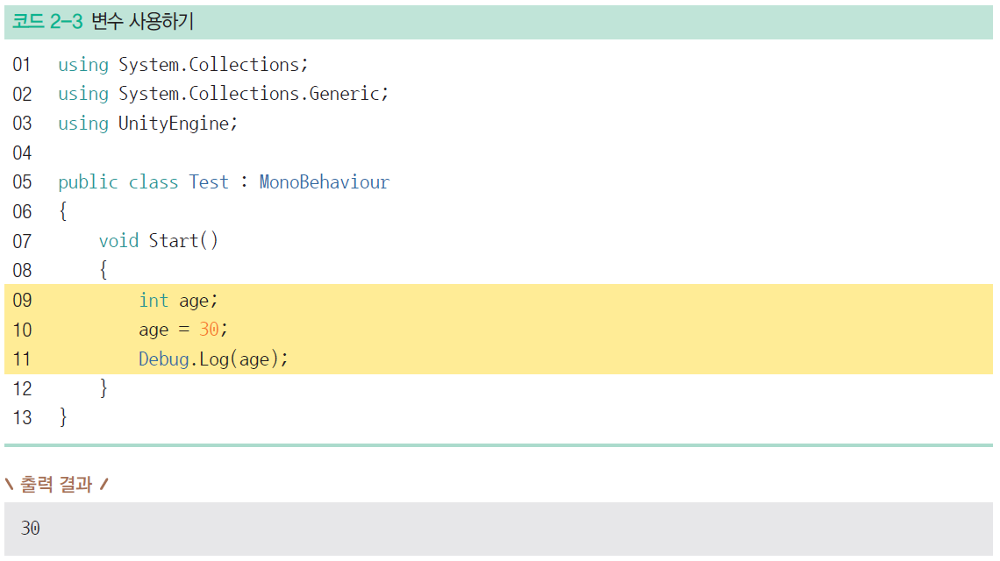 코드 2-3 변수 사용하기
01 using System.Collections;
02 using System.Collections.Generic;
03 using UnityEngine;
04
05 public class Test : MonoBehaviour
06 {
07     void Start()
08     {
09         int age;
10         age = 30;
11         Debug.Log(age);
12     }
13 }
\ 출력 결과 /
30